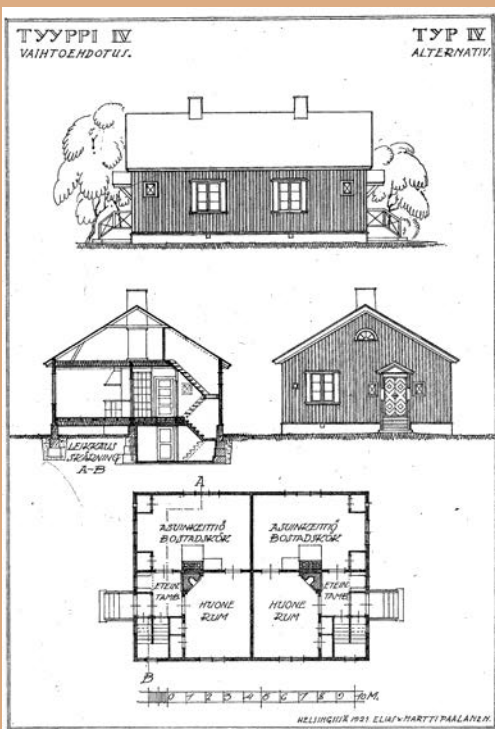 TYYPPI IV
VAIHTOEHDOTUS.
TYP IV
ALTERNATIV.
LEIKKAUS
SKÄRNING
A-B
A
ASUINKEITTIÖ
BOSTADSKÖK
ASUINKEITTIÖ
BOSTADSKÖK
ETEIN.
TAMB.
HUONE
RUM
HUONE
RUM
ETEIN.
TAMB.
B
0 1 2 3 4 5 6 7 8 9 10 M.
HELSINGISSÄ 1921. ELIAS v. MARTTI PAALANEN.